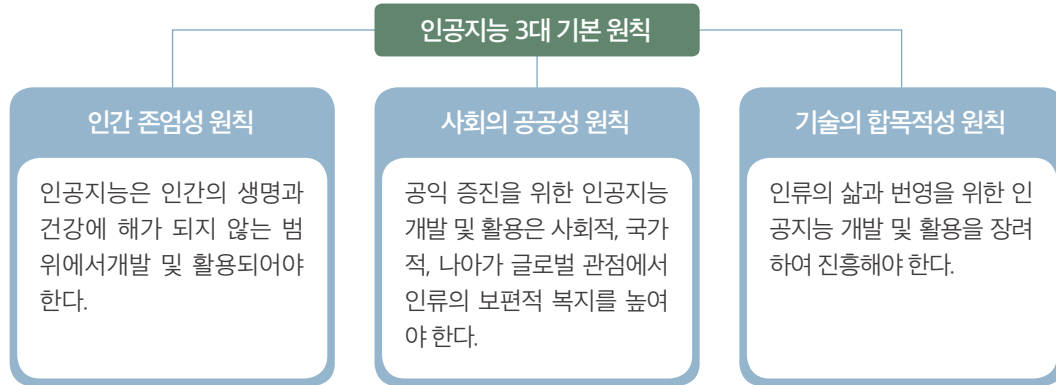 인공지능 3대 기본 원칙
인간 존엄성 원칙
인공지능은 인간의 생명과
건강에 해가 되지 않는 범
위에서개발 및 활용되어야
한다.
사회의 공공성 원칙
공익 증진을 위한 인공지능
개발 및 활용은 사회적, 국가
적, 나아가 글로벌 관점에서
인류의 보편적 복지를 높여
야 한다.
기술의 합목적성 원칙
인류의 삶과 번영을 위한 인
공지능 개발 및 활용을 장려
하여 진흥해야 한다.